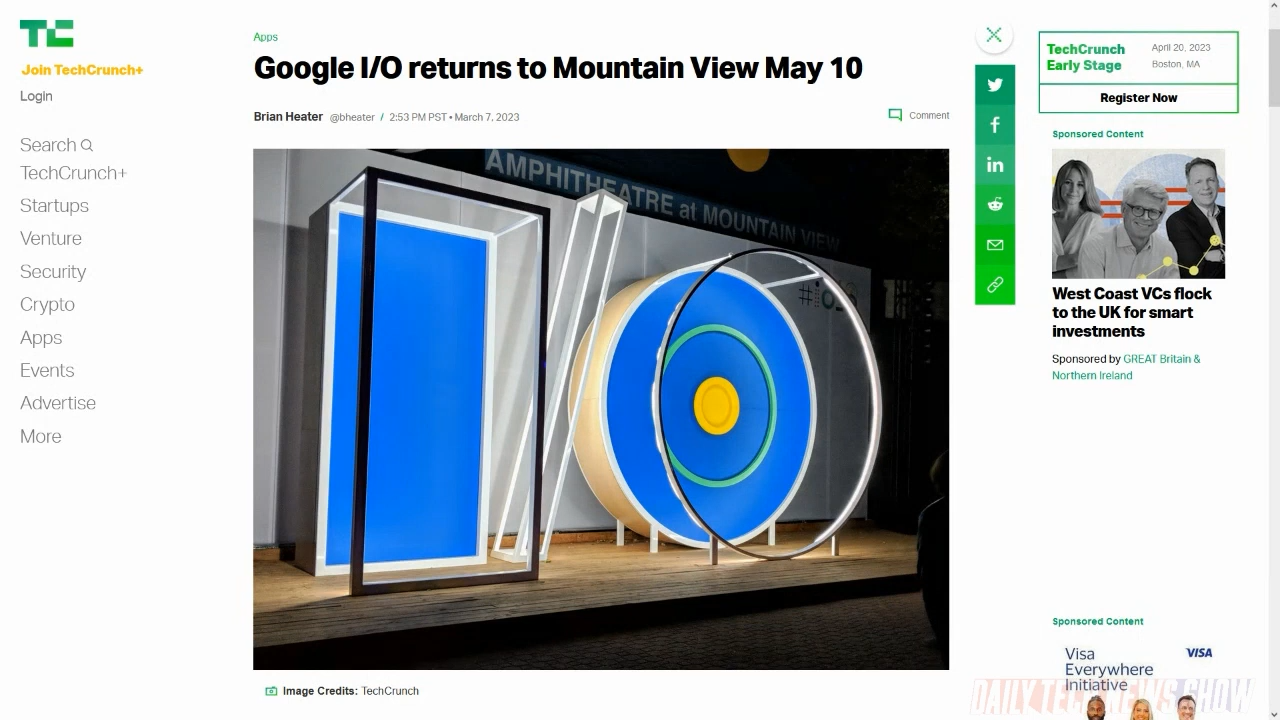 TC
Join TechCrunch+
Login
Search
TechCrunch+
Startups
Venture
Security
Crypto
Apps
Events
Advertise
More
Apps
Google I/O returns to Mountain View May 10
Brian Heater @bheater / 2:53 PM PST • March 7, 2023
Comment
AMPHITHEATRE at MOUNTAIN VIEW
#io18
Image Credits: TechCrunch
TechCrunch
Early Stage
April 20, 2023
Boston, MA
Register Now
Sponsored Content
West Coast VCs flock
to the UK for smart
investments
Sponsored by GREAT Britain &
Northern Ireland
Sponsored Content
Visa
Everywhere
Initiative
VISA
DAILY TECH NEWS SHOW